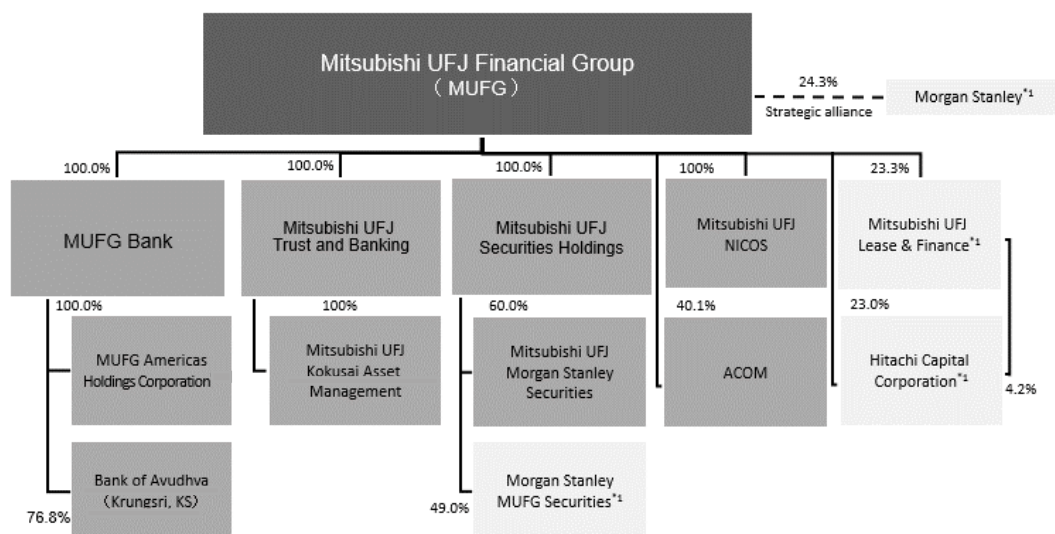 Mitsubishi UFJ Financial Group
（ MUFG ）
24.3%
Strategic alliance
Morgan Stanley*1
100.0%
100.0%
100.0%
100%
23.3%
MUFG Bank
Mitsubishi UFJ
Trust and Banking
Mitsubishi UFJ
Securities Holdings
Mitsubishi UFJ
NICOS
Mitsubishi UFJ
Lease & Finance*1
100.0%
100%
60.0%
40.1%
23.0%
MUFG Americas
Holdings Corporation
Mitsubishi UFJ
Kokusai Asset
Management
Mitsubishi UFJ
Morgan Stanley
Securities
ACOM
Hitachi Capital
Corporation*1
4.2%
Bank of Avudhva
（Krungsri, KS）
76.8%
Morgan Stanley
MUFG Securities*1
49.0%